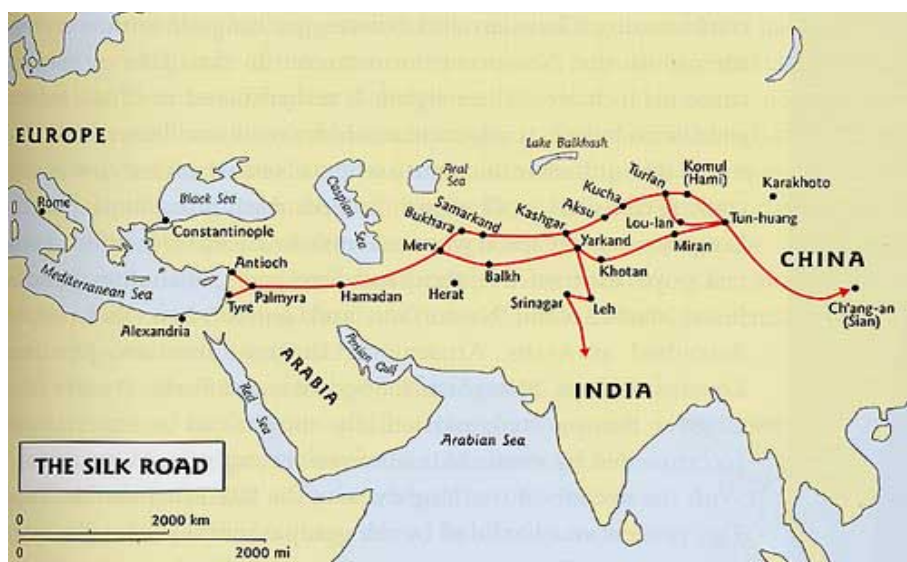 EUROPE
Rome
Black Sea
Constantinople
Mediterranean Sea
Antioch
Tyre
Palmyra
Alexandria
Red
Sea
ARABIA
Hamadan
Caspian
Sea
Persian Gulf
Aral
Sea
Lake Balkhash
Merv
Bukhara
Samarkand
Herat
Balkh
Kashgar
Yarkand
Aksu
Kucha
Turfan
Komul
(Hami)
Karakhoto
Lou-lan
Tun-huang
Miran
Khotan
Srinagar
Leh
CHINA
Ch'ang-an
(Sian)
INDIA
Arabian Sea
THE SILK ROAD
0 2000 km
0 2000 mi